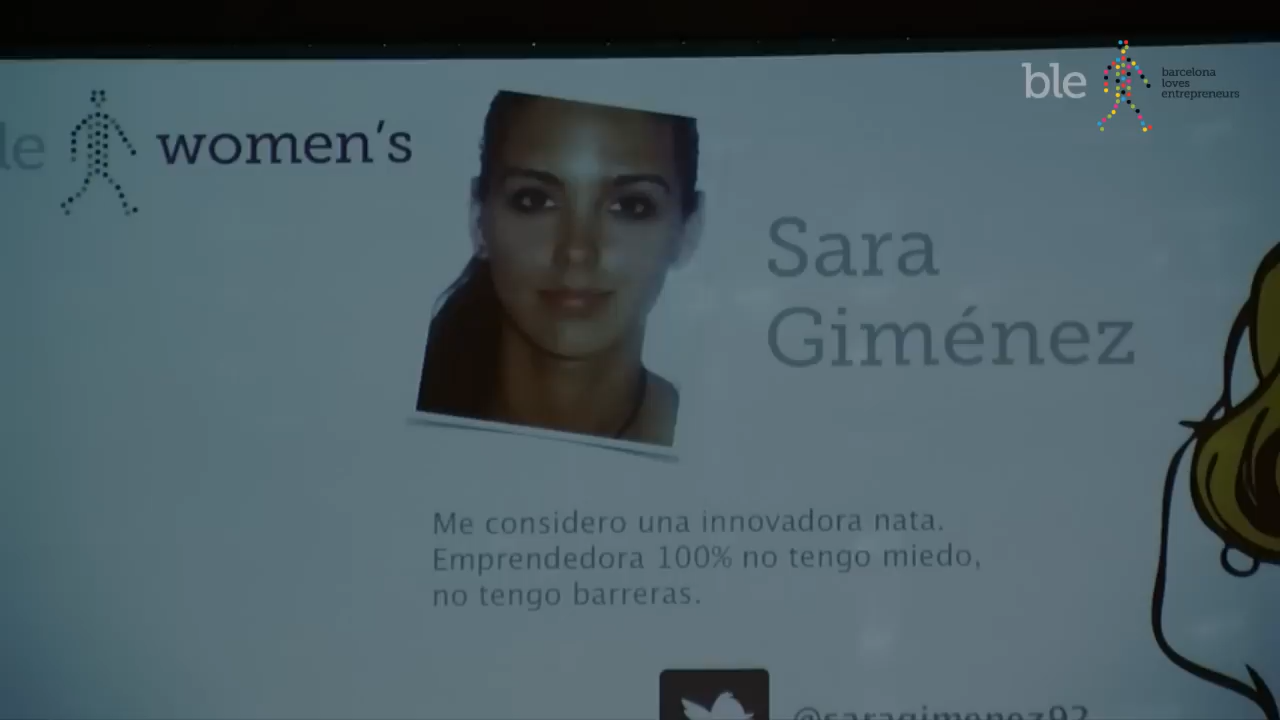 ble
barcelona
loves
entrepreneurs
women's
Sara
Giménez
Me considero una innovadora nata.
Emprendedora 100% no tengo miedo,
no tengo barreras.
@saragimenez92